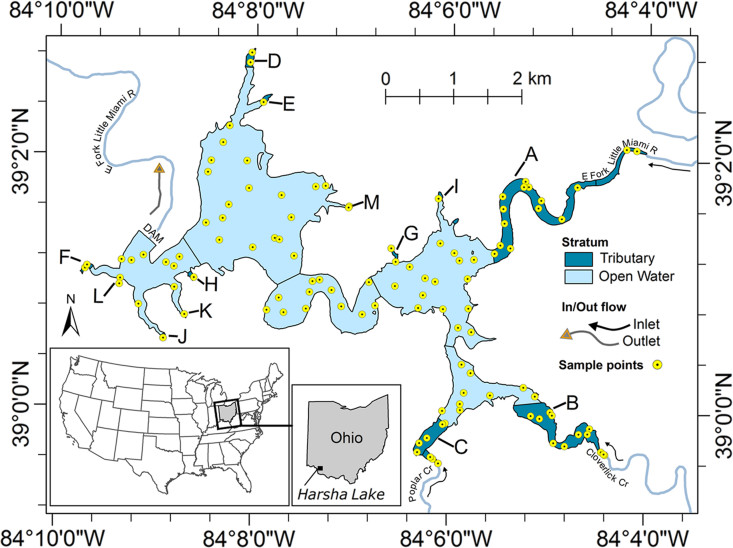 84°10'0"W 84°8'0"W 84°6'0"W 84°4'0"W
39°2'0"N
39°2'0"N
39°0'0"N
39°0'0"N
D
E
0 1 2 km
E Fork Little Miami R
A
E Fork Little Miami R
I
M
G
DAM
F
H
L
K
J
N
Stratum
Tributary
Open Water
In/Out flow
Inlet
Outlet
Sample points
B
C
Cloverlick Cr
Poplar Cr
Ohio
Harsha Lake
84°10'0"W 84°8'0"W 84°6'0"W 84°4'0"W